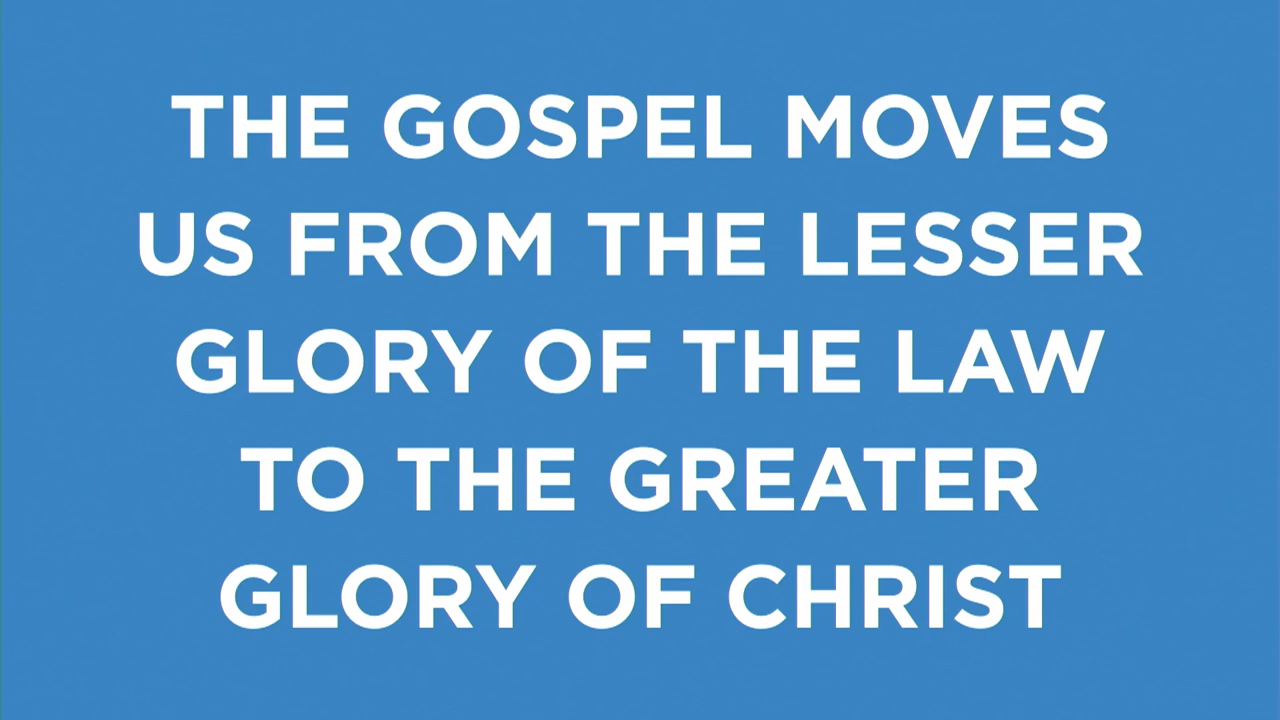 THE GOSPEL MOVES
US FROM THE LESSER
GLORY OF THE LAW
TO THE GREATER
GLORY OF CHRIST